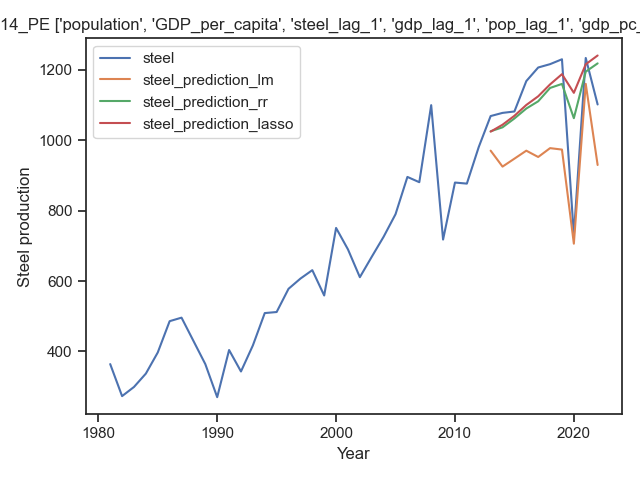 14_PE ['population', 'GDP_per_capita', 'steel_lag_1', 'gdp_lag_1', 'pop_lag_1', 'gdp_pc_
steel
steel_prediction_lm
steel_prediction_rr
steel_prediction_lasso
1200
1000
800
600
400
Steel production
1980 1990 2000 2010 2020
Year